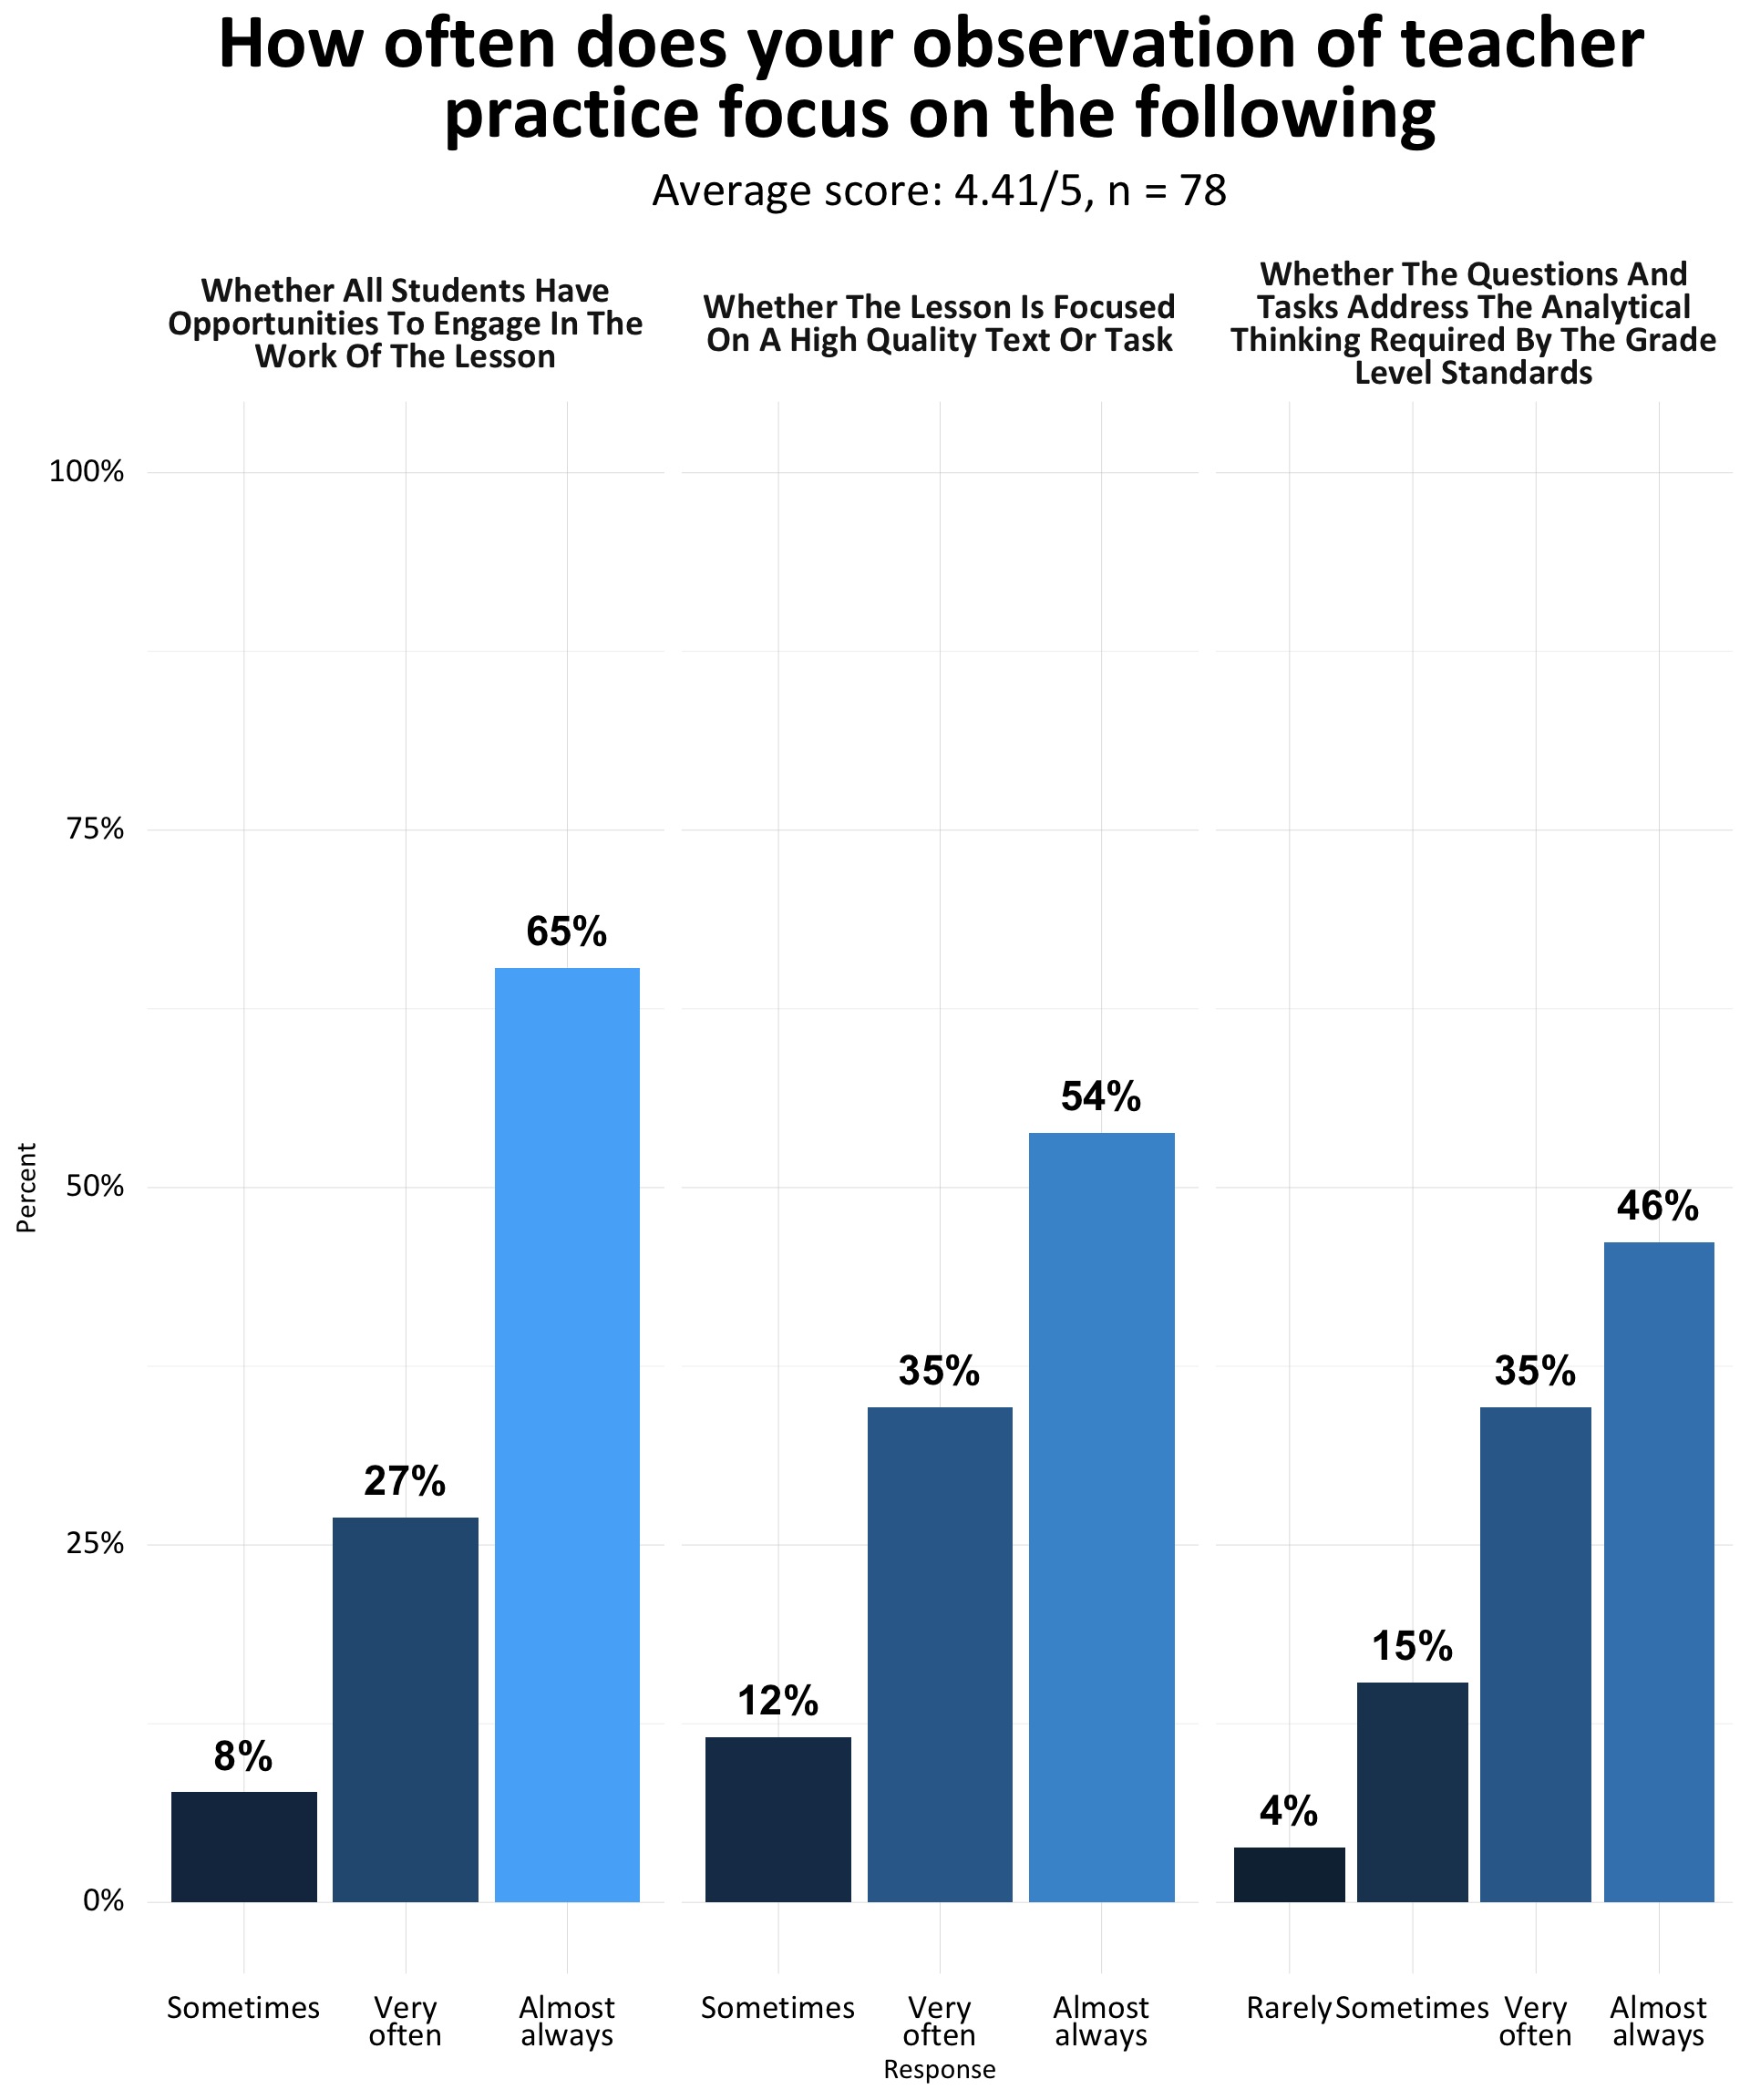 How often does your observation of teacher
practice focus on the following
Average score: 4.41/5, n = 78
Whether All Students Have
Opportunities To Engage In The
Work Of The Lesson
Whether The Lesson Is Focused
On A High Quality Text Or Task
Whether The Questions And
Tasks Address The Analytical
Thinking Required By The Grade
Level Standards
Percent
100%
75%
50%
25%
0%
8%
27%
65%
12%
35%
54%
4%
15%
35%
46%
Sometimes
Very
often
Almost
always
Sometimes
Very
often
Almost
always
Rarely
Sometimes
Very
often
Almost
always
Response